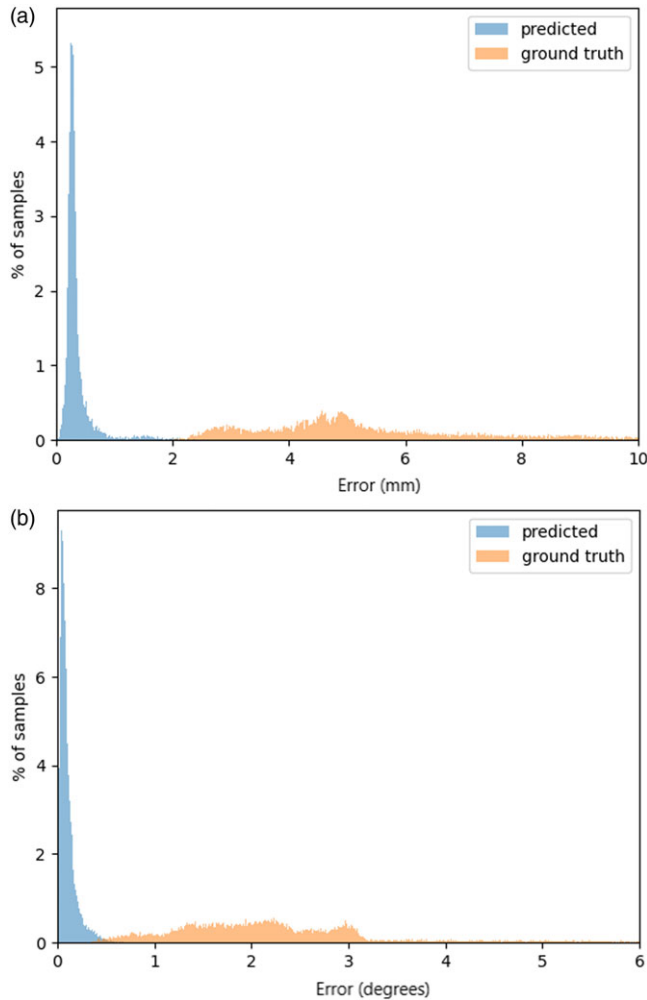 (a)
predicted
ground truth
% of samples
5
4
3
2
1
0
0 2 4 6 8 10
Error (mm)
(b)
predicted
ground truth
% of samples
8
6
4
2
0
0 1 2 3 4 5 6
Error (degrees)